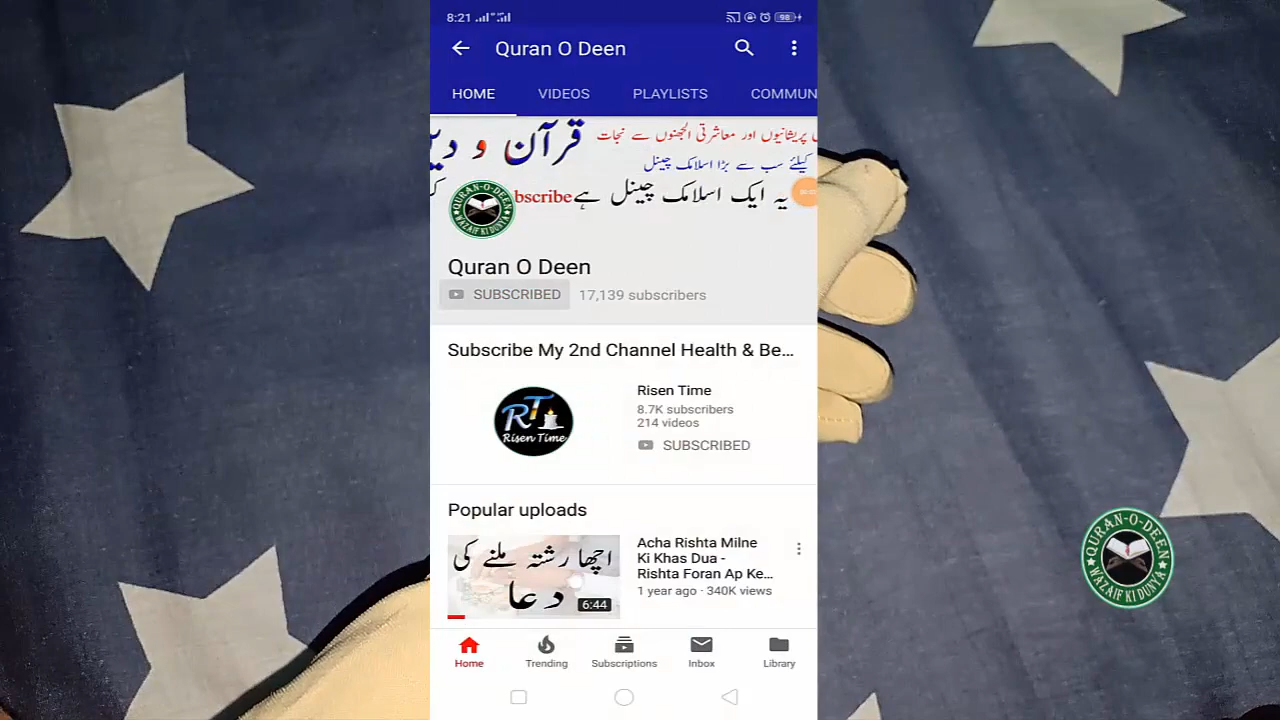 8:21
98
Quran O Deen
HOME VIDEOS PLAYLISTS COMMUN
پریشانیوں اور معاشرتی الجھنوں سے نجات
قرآن و دین
کیلئے سب سے بڑا اسلامک چینل
یہ ایک اسلامک چینل ہے bscribe
QURAN-O-DEEN
WAZAIF KI DUNYA
Quran O Deen
SUBSCRIBED 17,139 subscribers
Subscribe My 2nd Channel Health & Be...
RT
Risen Time
Risen Time
8.7K subscribers
214 videos
SUBSCRIBED
Popular uploads
اچھا رشتہ ملنے کی
دعا
6:44
Acha Rishta Milne
Ki Khas Dua -
Rishta Foran Ap Ke...
1 year ago · 340K views
Home Trending Subscriptions Inbox Library
QURAN-O-DEEN
WAZAIF KI DUNYA